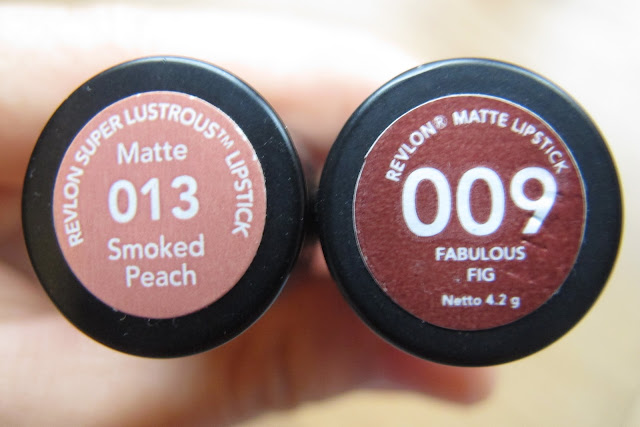 REVLON SUPER LUSTROUS™ LIPSTICK
Matte
013
Smoked
Peach
REVLON® MATTE LIPSTICK
009
FABULOUS
FIG
Netto 4.2 g